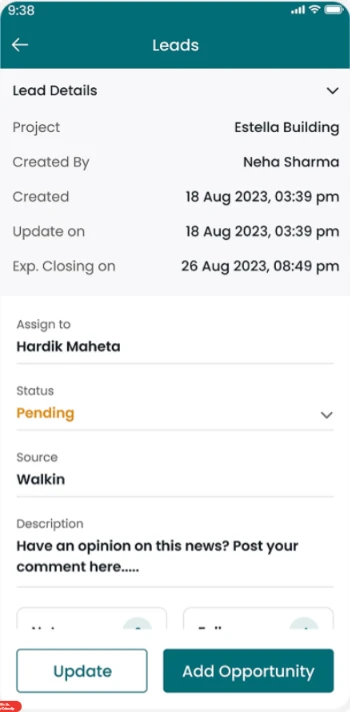 9:38
Leads
Lead Details
Project Estella Building
Created By Neha Sharma
Created 18 Aug 2023, 03:39 pm
Update on 18 Aug 2023, 03:39 pm
Exp. Closing on 26 Aug 2023, 08:49 pm
Assign to
Hardik Maheta
Status
Pending
Source
Walkin
Description
Have an opinion on this news? Post your
comment here.....
Update Add Opportunity